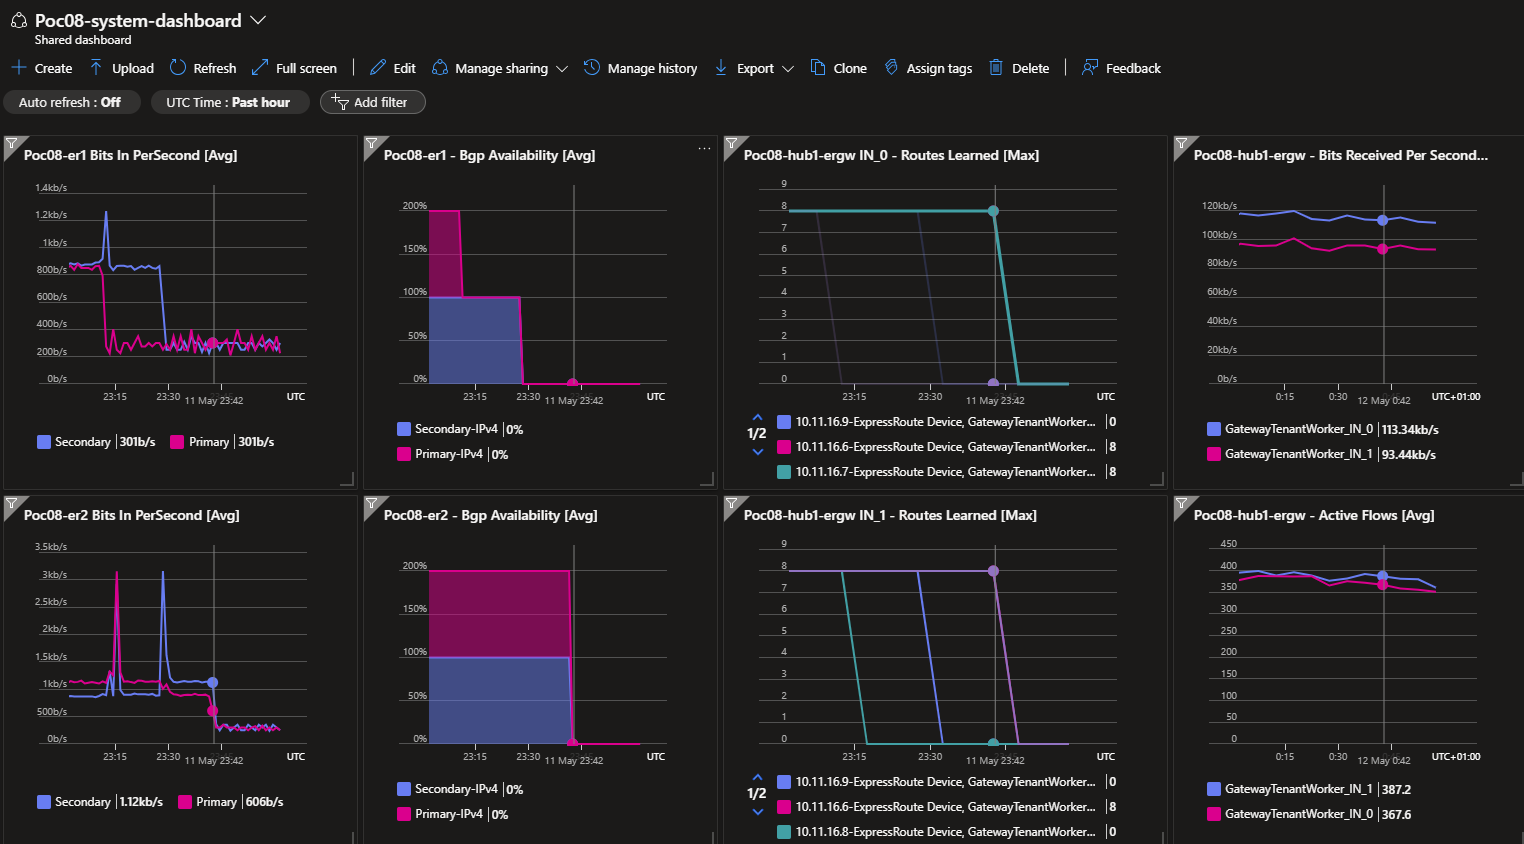 Poc08-system-dashboard
Shared dashboard
Create Upload Refresh Full screen Edit Manage sharing Manage history Export Clone Assign tags Delete Feedback
Auto refresh : Off UTC Time : Past hour Add filter
Poc08-er1 Bits In PerSecond [Avg]
1.4kb/s
1.2kb/s
1kb/s
800b/s
600b/s
400b/s
200b/s
0b/s
23:15 23:30 11 May 23:42 UTC
Secondary 301b/s Primary 301b/s
Poc08-er1 - Bgp Availability [Avg]
200%
150%
100%
50%
0%
23:15 23:30 11 May 23:42 UTC
Secondary-IPv4 0%
Primary-IPv4 0%
Poc08-hub1-ergw IN_0 - Routes Learned [Max]
9
8
7
6
5
4
3
2
1
0
23:15 23:30 11 May 23:42 UTC
1/2
10.11.16.9-ExpressRoute Device, GatewayTenantWorker... 0
10.11.16.6-ExpressRoute Device, GatewayTenantWorker... 8
10.11.16.7-ExpressRoute Device, GatewayTenantWorker... 8
Poc08-hub1-ergw - Bits Received Per Second...
120kb/s
100kb/s
80kb/s
60kb/s
40kb/s
20kb/s
0b/s
0:15 0:30 12 May 0:42 UTC+01:00
GatewayTenantWorker_IN_0 113.34kb/s
GatewayTenantWorker_IN_1 93.44kb/s
Poc08-er2 Bits In PerSecond [Avg]
3.5kb/s
3kb/s
2.5kb/s
2kb/s
1.5kb/s
1kb/s
500b/s
0b/s
23:15 23:30 11 May 23:42 UTC
Secondary 1.12kb/s Primary 606b/s
Poc08-er2 - Bgp Availability [Avg]
200%
150%
100%
50%
0%
23:15 23:30 11 May 23:42 UTC
Secondary-IPv4 0%
Primary-IPv4 0%
Poc08-hub1-ergw IN_1 - Routes Learned [Max]
9
8
7
6
5
4
3
2
1
0
23:15 23:30 11 May 23:42 UTC
1/2
10.11.16.9-ExpressRoute Device, GatewayTenantWorker... 0
10.11.16.6-ExpressRoute Device, GatewayTenantWorker... 8
10.11.16.8-ExpressRoute Device, GatewayTenantWorker... 0
Poc08-hub1-ergw - Active Flows [Avg]
450
400
350
300
250
200
150
100
50
0
0:15 0:30 12 May 0:42 UTC+01:00
GatewayTenantWorker_IN_1 387.2
GatewayTenantWorker_IN_0 367.6